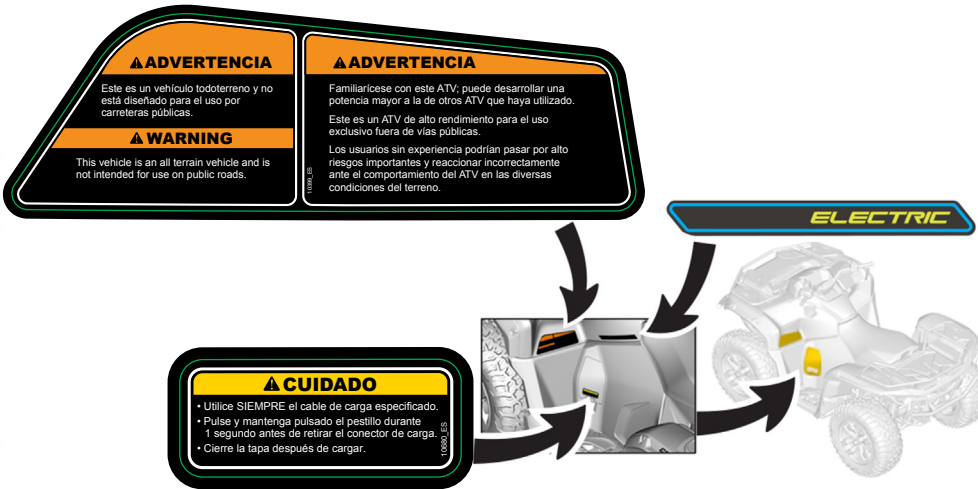 ADVERTENCIA
Este es un vehículo todoterreno y no
está diseñado para el uso por
carreteras públicas.
WARNING
This vehicle is an all terrain vehicle and is
not intended for use on public roads.
ADVERTENCIA
Familiarícese con este ATV; puede desarrollar una
potencia mayor a la de otros ATV que haya utilizado.
Este es un ATV de alto rendimiento para el uso
exclusivo fuera de vías públicas.
Los usuarios sin experiencia podrían pasar por alto
riesgos importantes y reaccionar incorrectamente
ante el comportamiento del ATV en las diversas
condiciones del terreno.
10399_ES
ELECTRIC
CUIDADO
• Utilice SIEMPRE el cable de carga especificado.
• Pulse y mantenga pulsado el pestillo durante
1 segundo antes de retirar el conector de carga.
• Cierre la tapa después de cargar.
10680_ES